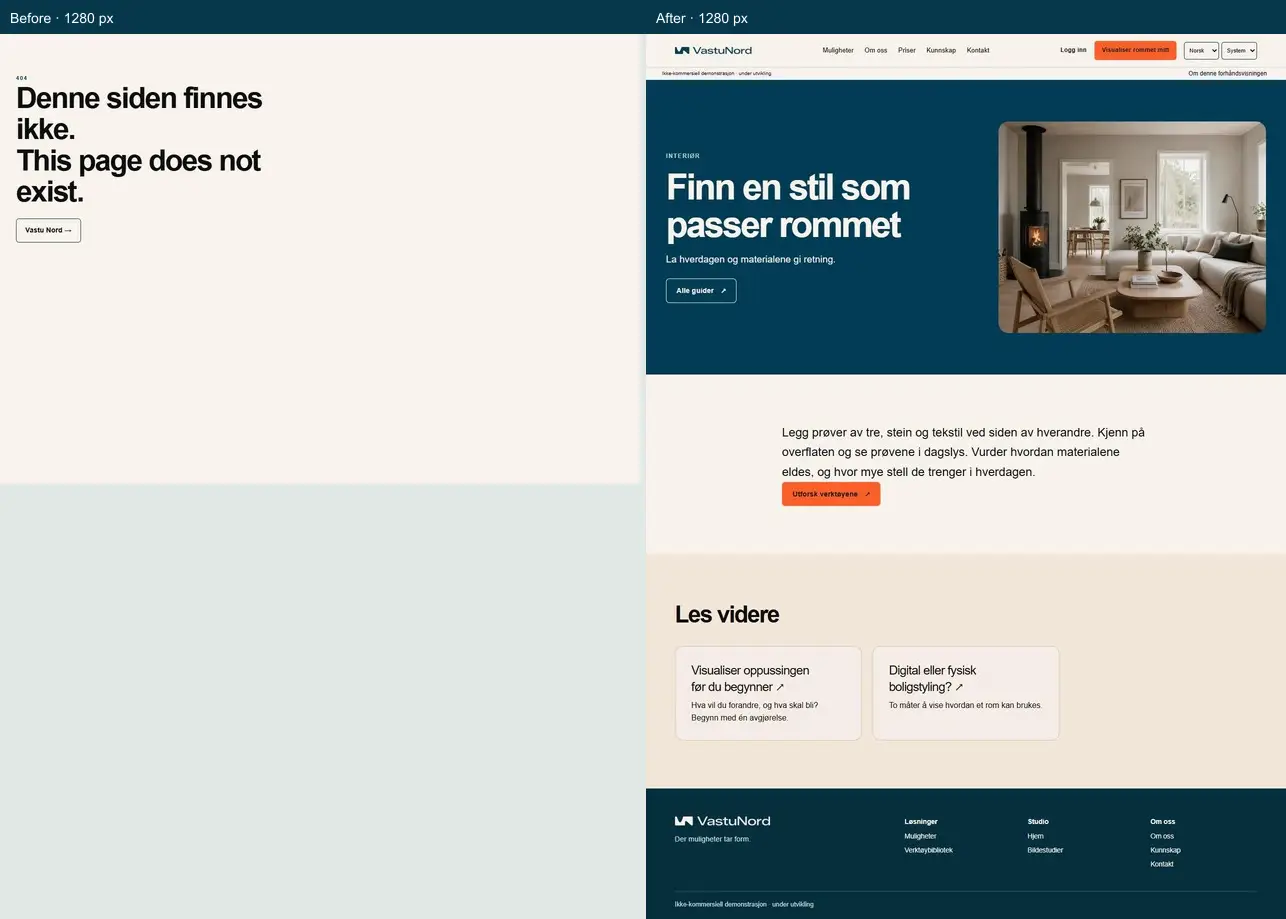 Before · 1280 px
404
Denne siden finnes
ikke.
This page does not
exist.
Vastu Nord →
After · 1280 px
VastuNord
Muligheter
Om oss
Priser
Kunnskap
Kontakt
Logg inn
Visualiser rommet mitt
Norsk
System
Ikke-kommersiell demonstrasjon · under utvikling
Om denne forhåndsvisningen
INTERIØR
Finn en stil som
passer rommet
La hverdagen og materialene gi retning.
Alle guider ↗
Legg prøver av tre, stein og tekstil ved siden av hverandre. Kjenn på
overflaten og se prøvene i dagslys. Vurder hvordan materialene
eldes, og hvor mye stell de trenger i hverdagen.
Utforsk verktøyene ↗
Les videre
Visualiser oppussingen
før du begynner ↗
Hva vil du forandre, og hva skal bli?
Begynn med én avgjørelse.
Digital eller fysisk
boligstyling? ↗
To måter å vise hvordan et rom kan brukes.
VastuNord
Der muligheter tar form.
Løsninger
Muligheter
Verktøybibliotek
Studio
Hjem
Bildestudier
Om oss
Om oss
Kunnskap
Kontakt
Ikke-kommersiell demonstrasjon · under utvikling